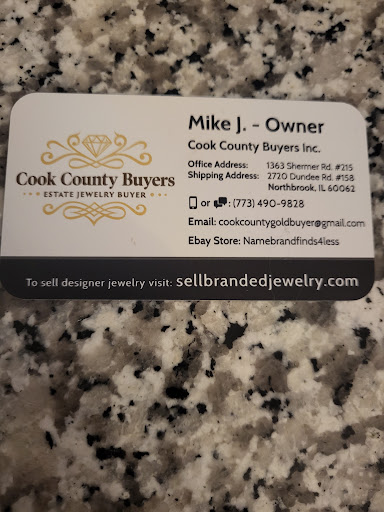 Cook County Buyers
ESTATE JEWELRY BUYER
Mike J. - Owner
Cook County Buyers Inc.
Office Address: 1363 Shermer Rd. #215
Shipping Address: 2720 Dundee Rd. #158
Northbrook, IL 60062
or : (773) 490-9828
Email: cookcountygoldbuyer@gmail.com
Ebay Store: Namebrandfinds4less
To sell designer jewelry visit: sellbrandedjewelry.com